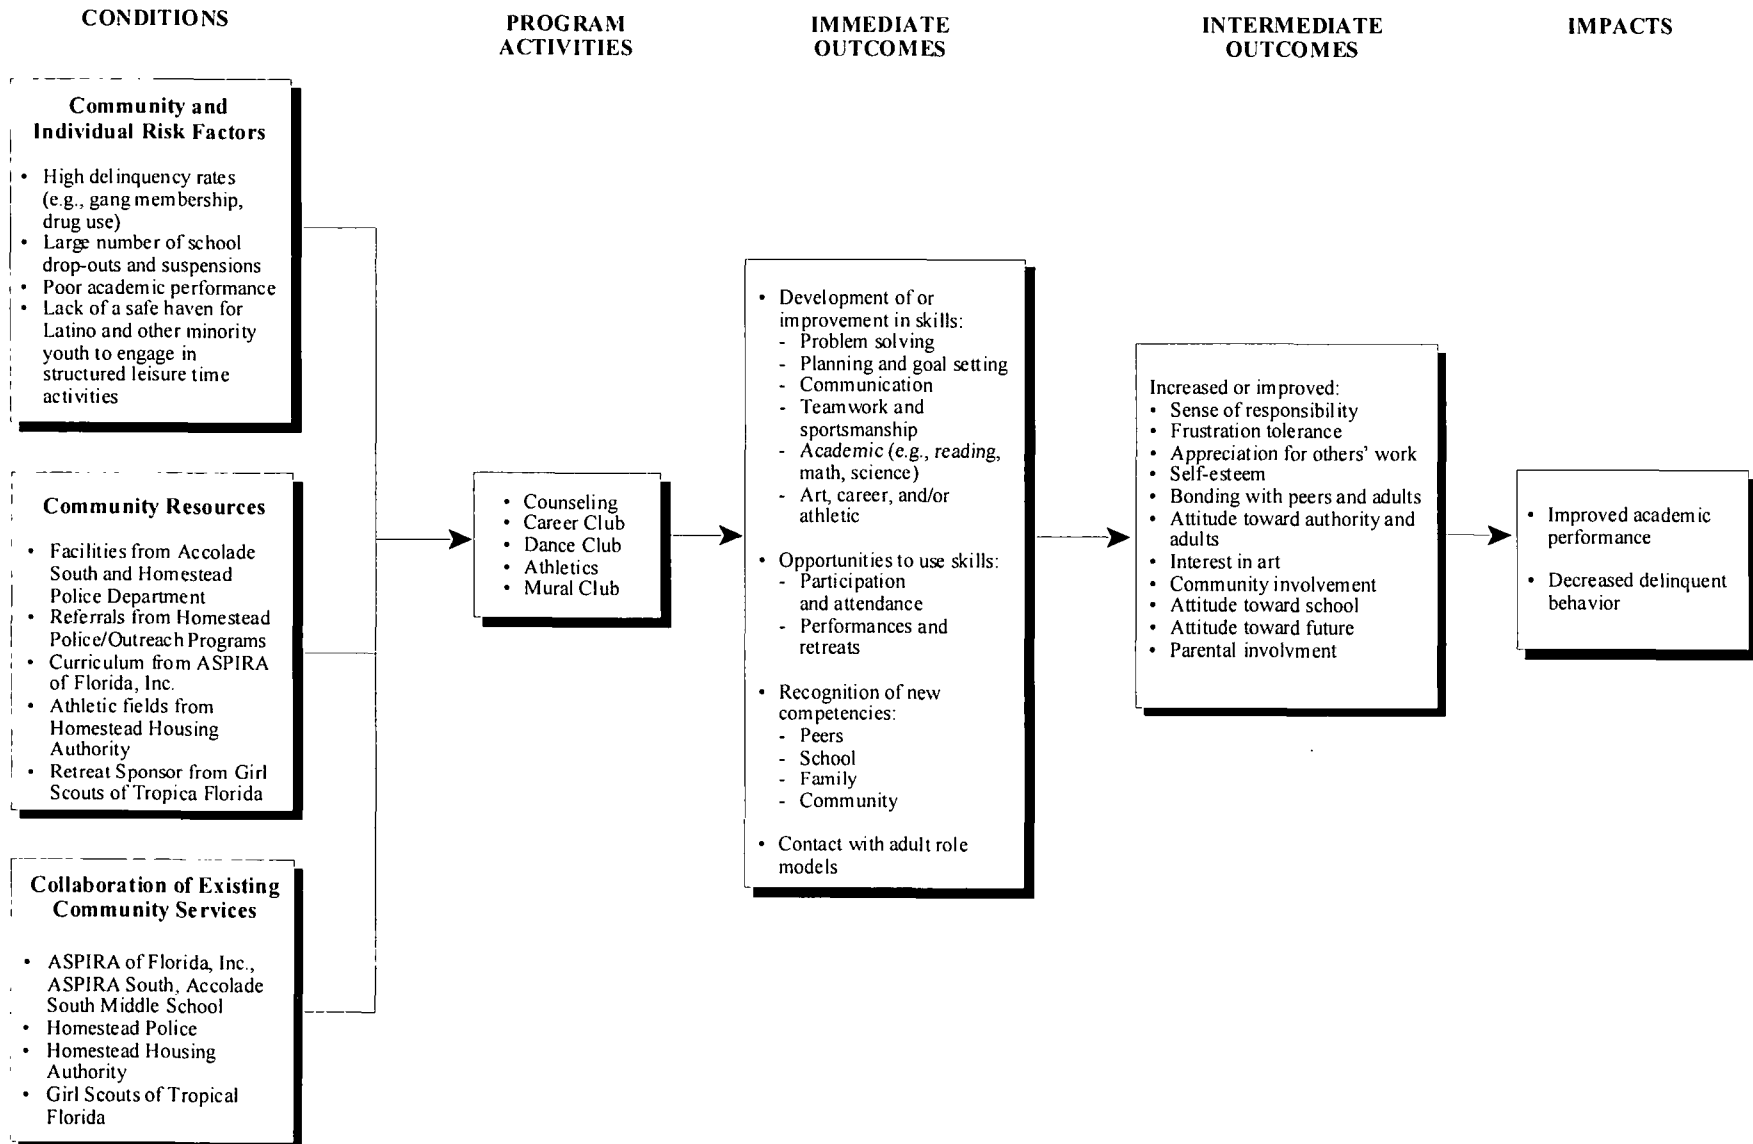 CONDITIONS
PROGRAM
ACTIVITIES
IMMEDIATE
OUTCOMES
INTERMEDIATE
OUTCOMES
IMPACTS
Community and
Individual Risk Factors
• High delinquency rates
(e.g., gang membership,
drug use)
• Large number of school
drop-outs and suspensions
• Poor academic performance
• Lack of a safe haven for
Latino and other minority
youth to engage in
structured leisure time
activities
Community Resources
• Facilities from Accolade
South and Homestead
Police Department
• Referrals from Homestead
Police/Outreach Programs
• Curriculum from ASPIRA
of Florida, Inc.
• Athletic fields from
Homestead Housing
Authority
• Retreat Sponsor from Girl
Scouts of Tropica Florida
Collaboration of Existing
Community Services
• ASPIRA of Florida, Inc.,
ASPIRA South, Accolade
South Middle School
• Homestead Police
• Homestead Housing
Authority
• Girl Scouts of Tropical
Florida
• Counseling
• Career Club
• Dance Club
• Athletics
• Mural Club
• Development of or
improvement in skills:
- Problem solving
- Planning and goal setting
- Communication
- Teamwork and
sportsmanship
- Academic (e.g., reading,
math, science)
- Art, career, and/or
athletic
• Opportunities to use skills:
- Participation
and attendance
- Performances and
retreats
• Recognition of new
competencies:
- Peers
- School
- Family
- Community
• Contact with adult role
models
Increased or improved:
• Sense of responsibility
• Frustration tolerance
• Appreciation for others' work
• Self-esteem
• Bonding with peers and adults
• Attitude toward authority and
adults
• Interest in art
• Community involvement
• Attitude toward school
• Attitude toward future
• Parental involvment
• Improved academic
performance
• Decreased delinquent
behavior